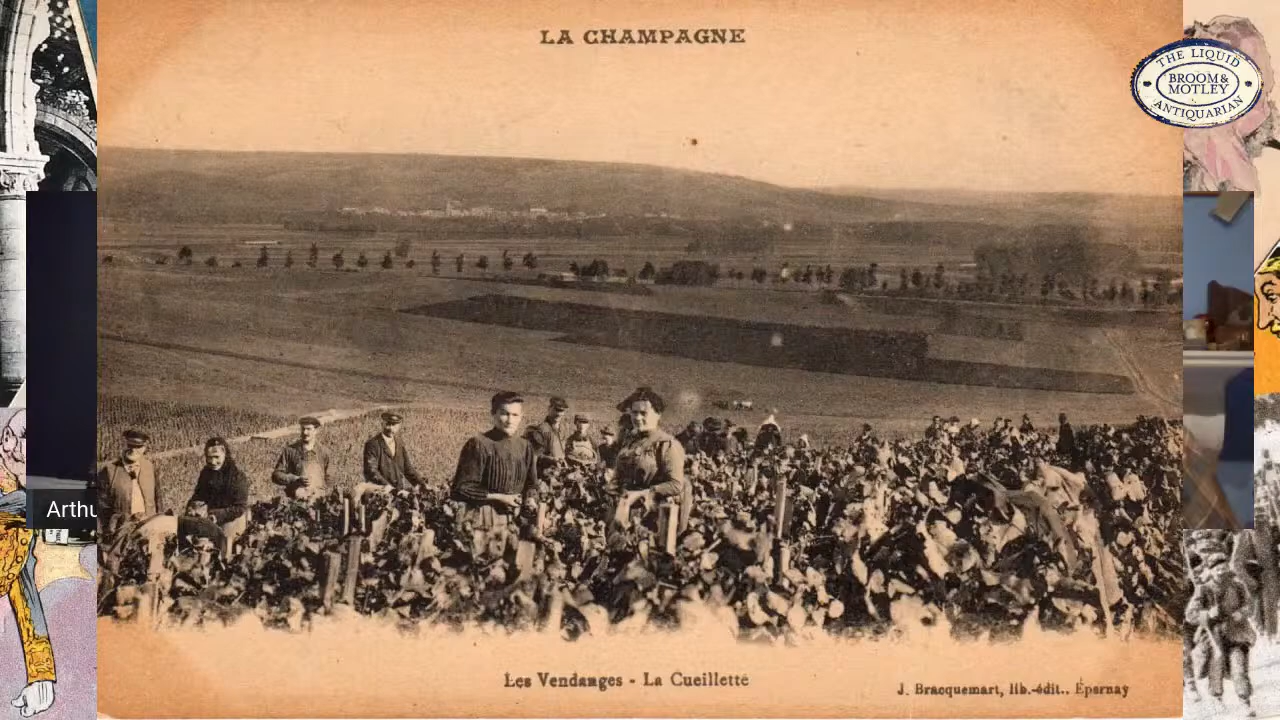 LA CHAMPAGNE
THE LIQUID
BROOM &
MOTLEY
ANTIQUARIAN
Arthu
Les Vendanges - La Cueillette
J. Bracquemart, lib.-édit.. Épernay